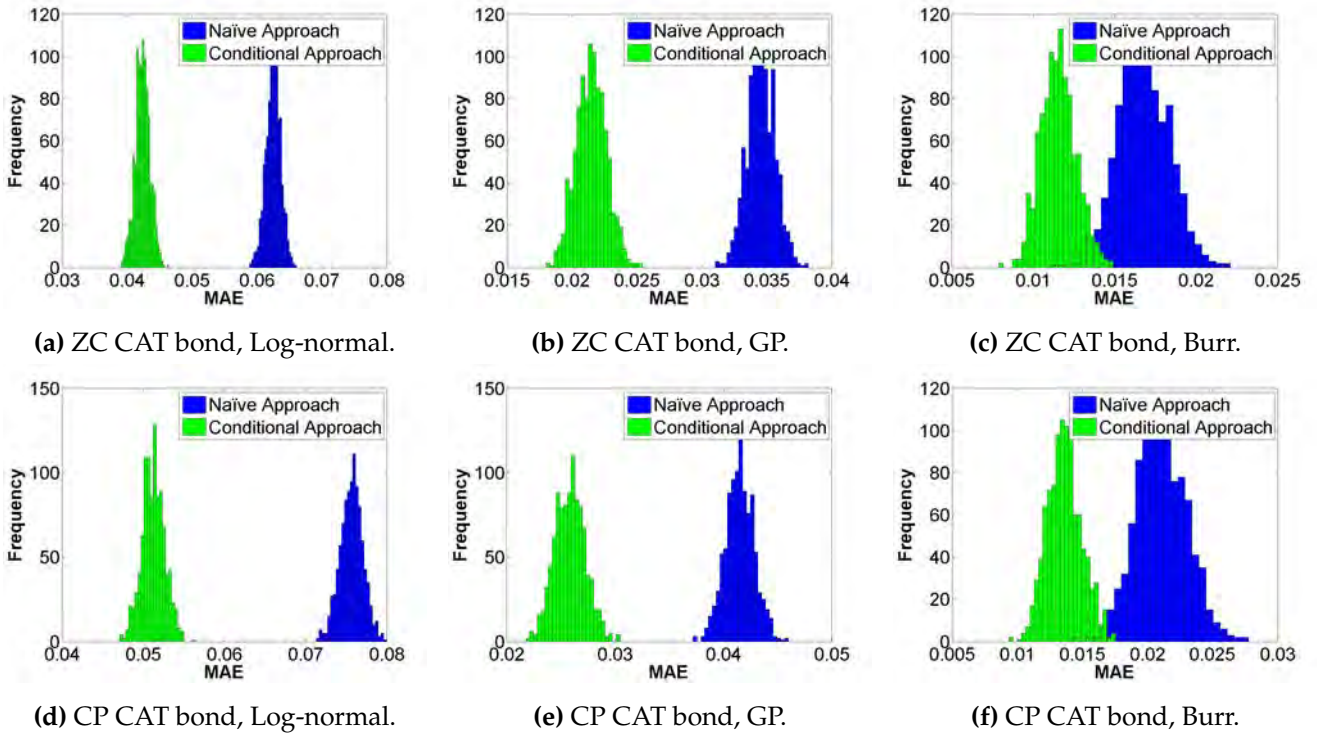 120
100
80
60
40
20
0
Frequency
Naïve Approach
Conditional Approach
0.03 0.04 0.05 0.06 0.07 0.08
MAE
(a) ZC CAT bond, Log-normal.
120
100
80
60
40
20
0
Frequency
Naïve Approach
Conditional Approach
0.015 0.02 0.025 0.03 0.035 0.04
MAE
(b) ZC CAT bond, GP.
120
100
80
60
40
20
0
Frequency
Naïve Approach
Conditional Approach
0.005 0.01 0.015 0.02 0.025
MAE
(c) ZC CAT bond, Burr.
150
100
50
0
Frequency
Naïve Approach
Conditional Approach
0.04 0.05 0.06 0.07 0.08
MAE
(d) CP CAT bond, Log-normal.
150
100
50
0
Frequency
Naïve Approach
Conditional Approach
0.02 0.03 0.04 0.05
MAE
(e) CP CAT bond, GP.
120
100
80
60
40
20
0
Frequency
Naïve Approach
Conditional Approach
0.005 0.01 0.015 0.02 0.025 0.03
MAE
(f) CP CAT bond, Burr.